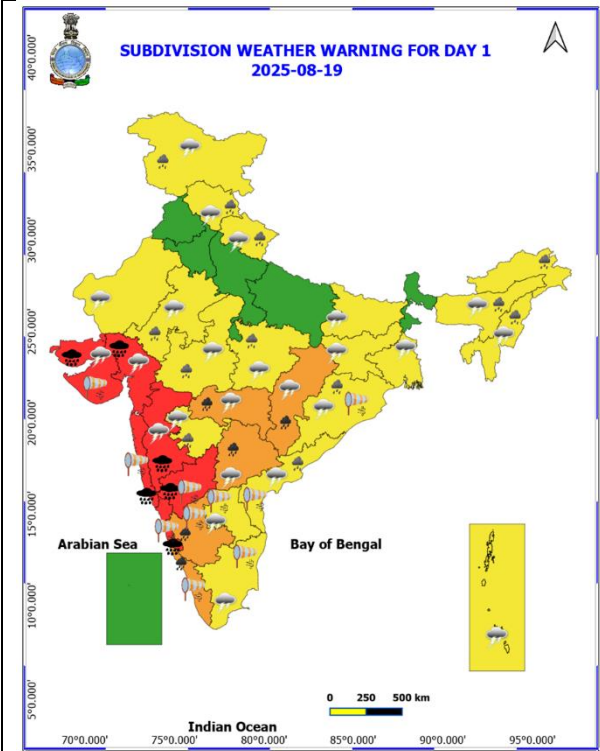 SUBDIVISION WEATHER WARNING FOR DAY 1
2025-08-19
40°0.000'
35°0.000'
30°0.000'
25°0.000'
20°0.000'
15°0.000'
10°0.000'
5°0.000'
Arabian Sea
Bay of Bengal
0 250 500 km
Indian Ocean
70°0.000' 75°0.000' 80°0.000' 85°0.000' 90°0.000' 95°0.000'